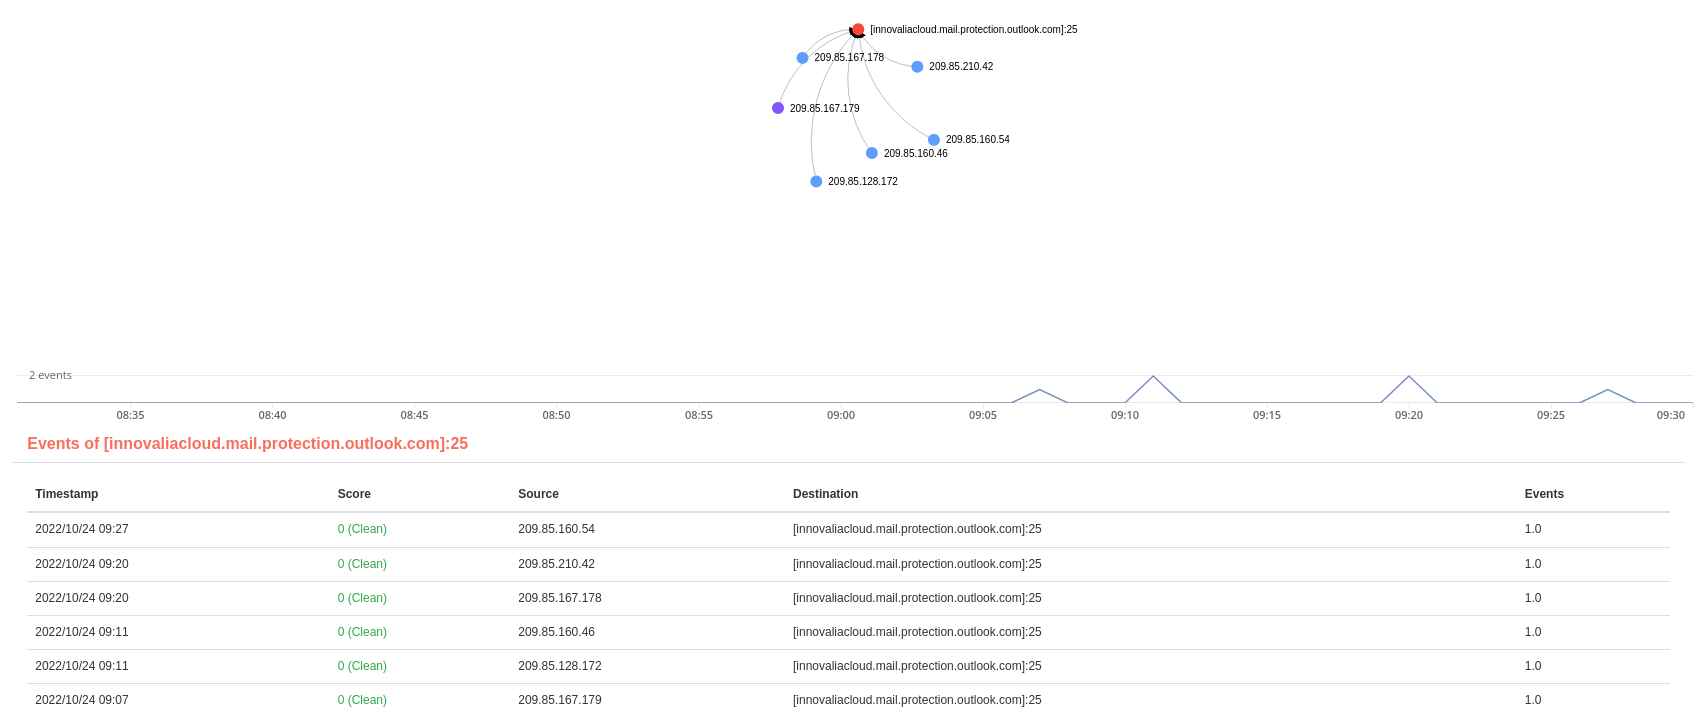 [innovaliacloud.mail.protection.outlook.com]:25
209.85.167.178
209.85.210.42
209.85.167.179
209.85.160.54
209.85.160.46
209.85.128.172
2 events
08:35 08:40 08:45 08:50 08:55 09:00 09:05 09:10 09:15 09:20 09:25 09:30
Events of [innovaliacloud.mail.protection.outlook.com]:25
Timestamp Score Source Destination Events
2022/10/24 09:27 0 (Clean) 209.85.160.54 [innovaliacloud.mail.protection.outlook.com]:25 1.0
2022/10/24 09:20 0 (Clean) 209.85.210.42 [innovaliacloud.mail.protection.outlook.com]:25 1.0
2022/10/24 09:20 0 (Clean) 209.85.167.178 [innovaliacloud.mail.protection.outlook.com]:25 1.0
2022/10/24 09:11 0 (Clean) 209.85.160.46 [innovaliacloud.mail.protection.outlook.com]:25 1.0
2022/10/24 09:11 0 (Clean) 209.85.128.172 [innovaliacloud.mail.protection.outlook.com]:25 1.0
2022/10/24 09:07 0 (Clean) 209.85.167.179 [innovaliacloud.mail.protection.outlook.com]:25 1.0